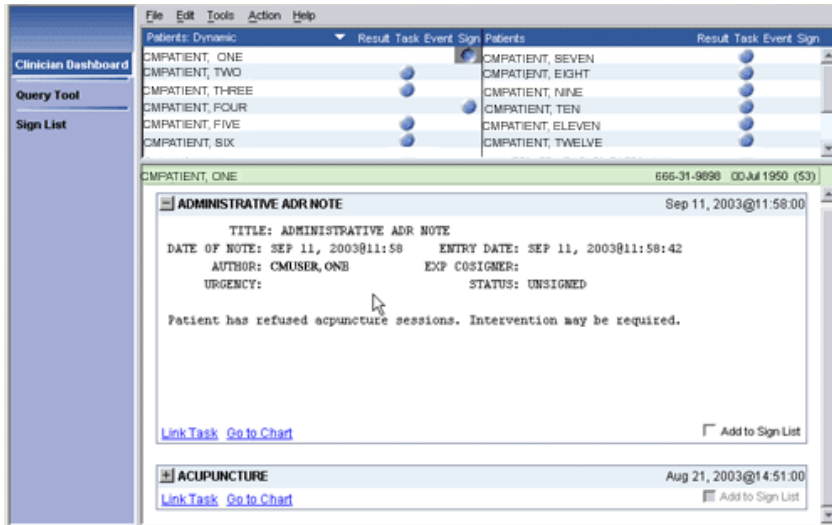 File Edit Tools Action Help
Clinician Dashboard
Query Tool
Sign List
Patients: Dynamic Result Task Event Sign
CMPATIENT, ONE
CMPATIENT, TWO
CMPATIENT, THREE
CMPATIENT, FOUR
CMPATIENT, FIVE
CMPATIENT, SIX
Patients Result Task Event Sign
CMPATIENT, SEVEN
CMPATIENT, EIGHT
CMPATIENT, NINE
CMPATIENT, TEN
CMPATIENT, ELEVEN
CMPATIENT, TWELVE
CMPATIENT, ONE 666-31-9898 00 Jul 1950 (53)
ADMINISTRATIVE ADR NOTE Sep 11, 2003@11:58:00
TITLE: ADMINISTRATIVE ADR NOTE
DATE OF NOTE: SEP 11, 2003@11:58 ENTRY DATE: SEP 11, 2003@11:58:42
AUTHOR: CMUSER, ONE EXP COSIGNER:
URGENCY: STATUS: UNSIGNED
Patient has refused acpuncture sessions. Intervention may be required.
Link Task Go to Chart Add to Sign List
ACUPUNCTURE Aug 21, 2003@14:51:00
Link Task Go to Chart Add to Sign List